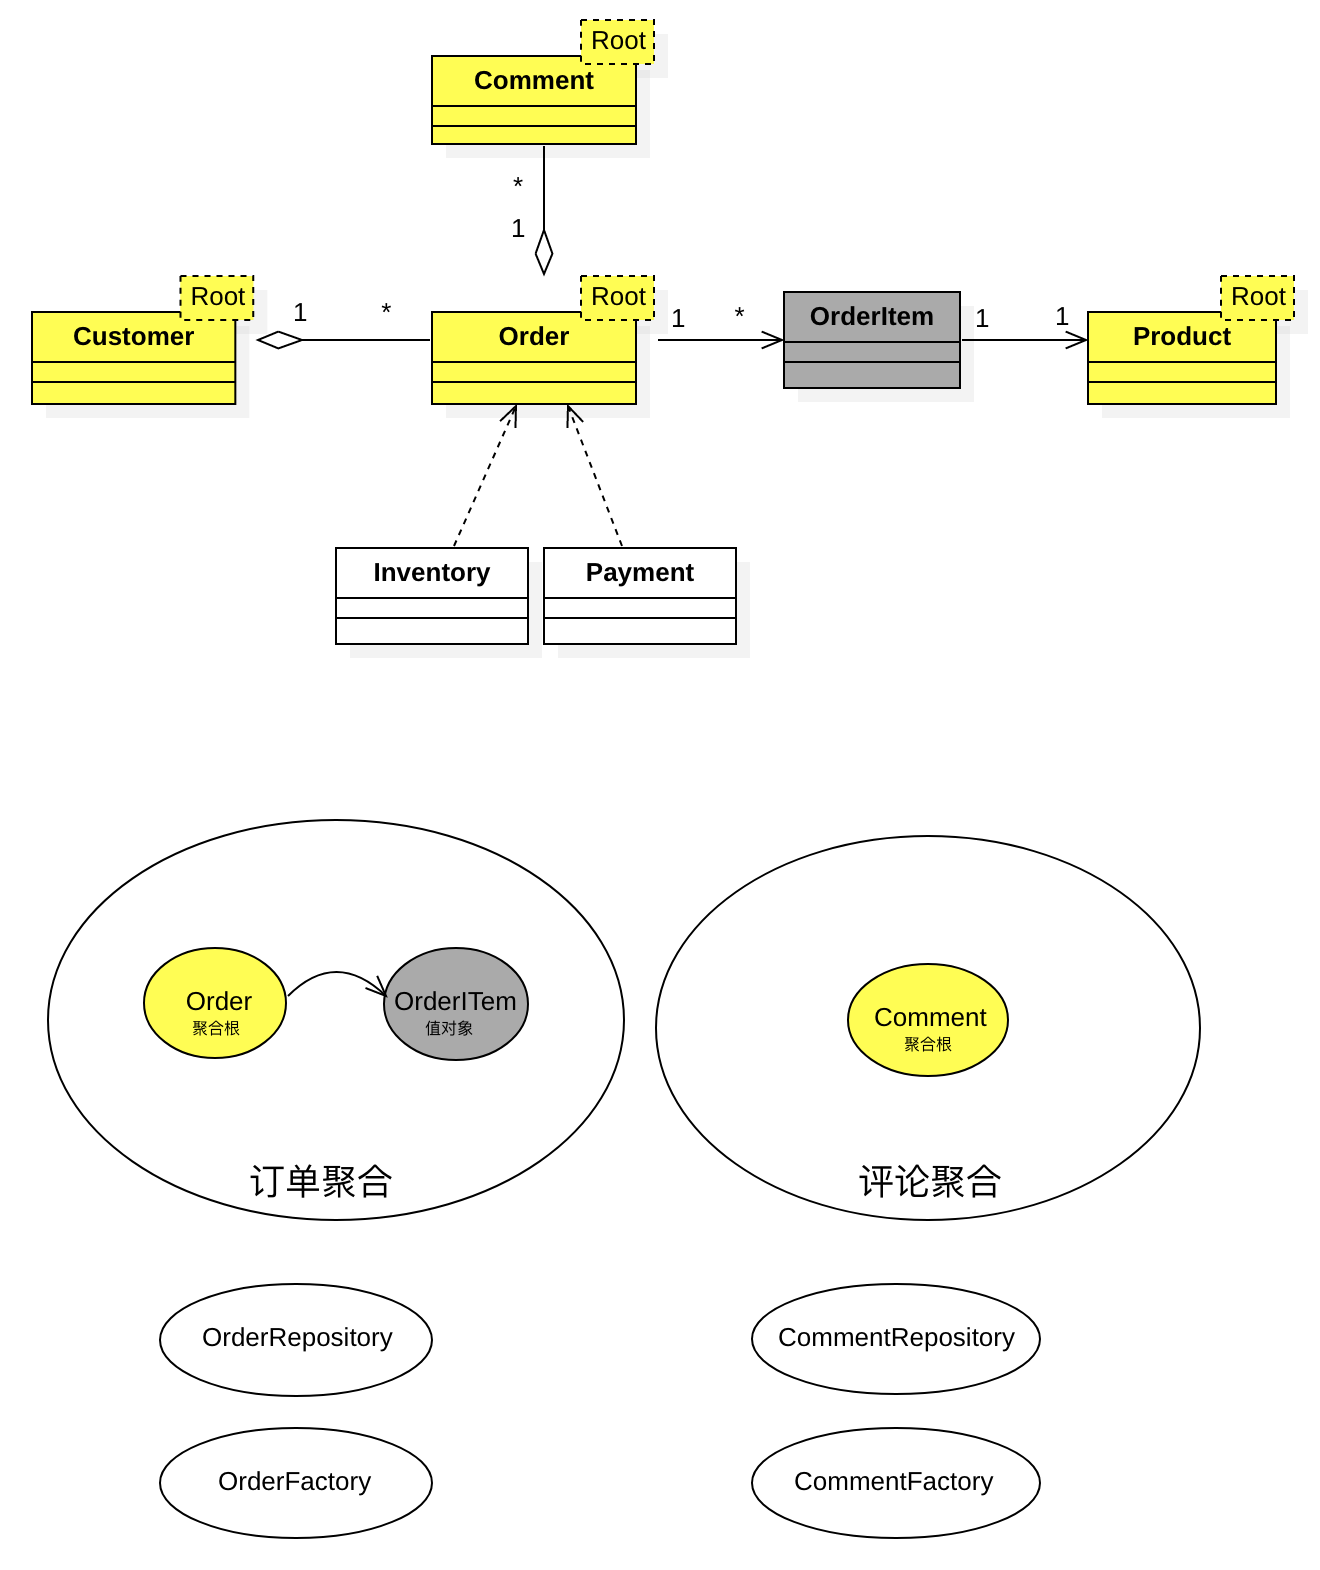 Root
Comment
*
1
Root
Customer
1
*
Root
Order
1
*
OrderItem
1
1
Root
Product
Inventory
Payment
Order
聚合根
OrderITem
值对象
订单聚合
Comment
聚合根
评论聚合
OrderRepository
CommentRepository
OrderFactory
CommentFactory